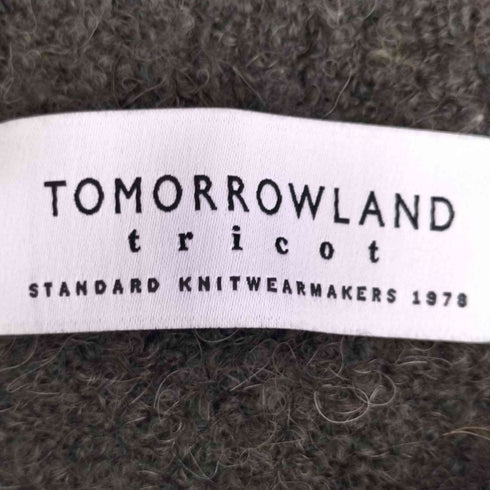 TOMORROWLAND
tricot
STANDARD KNITWEARMAKERS 1978